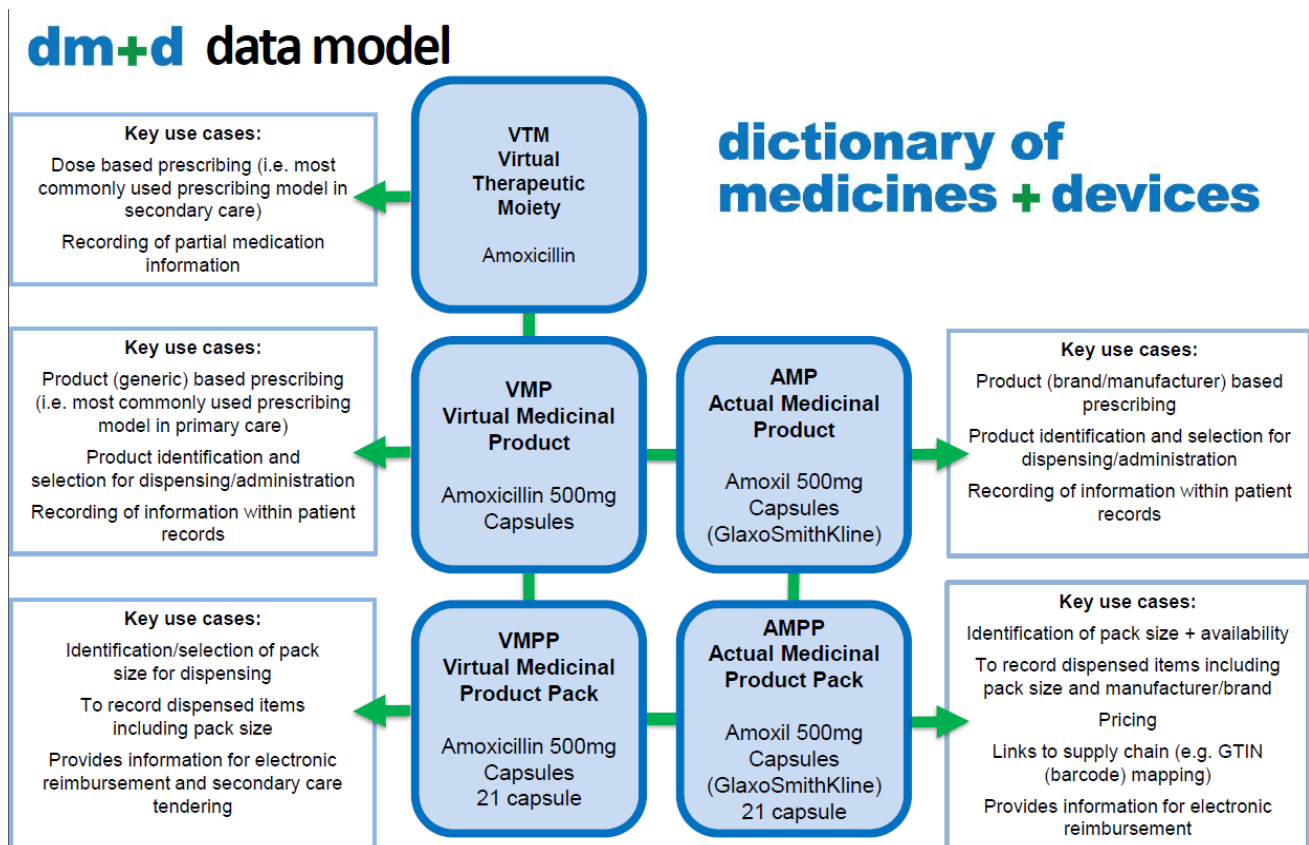 dm+d data model
dictionary of
medicines + devices
Key use cases:
Dose based prescribing (i.e. most
commonly used prescribing model in
secondary care)
Recording of partial medication
information
VTM
Virtual
Therapeutic
Moiety
Amoxicillin
Key use cases:
Product (generic) based prescribing
(i.e. most commonly used prescribing
model in primary care)
Product identification and
selection for dispensing/administration
Recording of information within patient
records
VMP
Virtual Medicinal
Product
Amoxicillin 500mg
Capsules
AMP
Actual Medicinal
Product
Amoxil 500mg
Capsules
(GlaxoSmithKline)
Key use cases:
Product (brand/manufacturer) based
prescribing
Product identification and selection for
dispensing/administration
Recording of information within patient
records
Key use cases:
Identification/selection of pack
size for dispensing
To record dispensed items
including pack size
Provides information for electronic
reimbursement and secondary care
tendering
VMPP
Virtual Medicinal
Product Pack
Amoxicillin 500mg
Capsules
21 capsule
AMPP
Actual Medicinal
Product Pack
Amoxil 500mg
Capsules
(GlaxoSmithKline)
21 capsule
Key use cases:
Identification of pack size + availability
To record dispensed items including
pack size and manufacturer/brand
Pricing
Links to supply chain (e.g. GTIN
(barcode) mapping)
Provides information for electronic
reimbursement